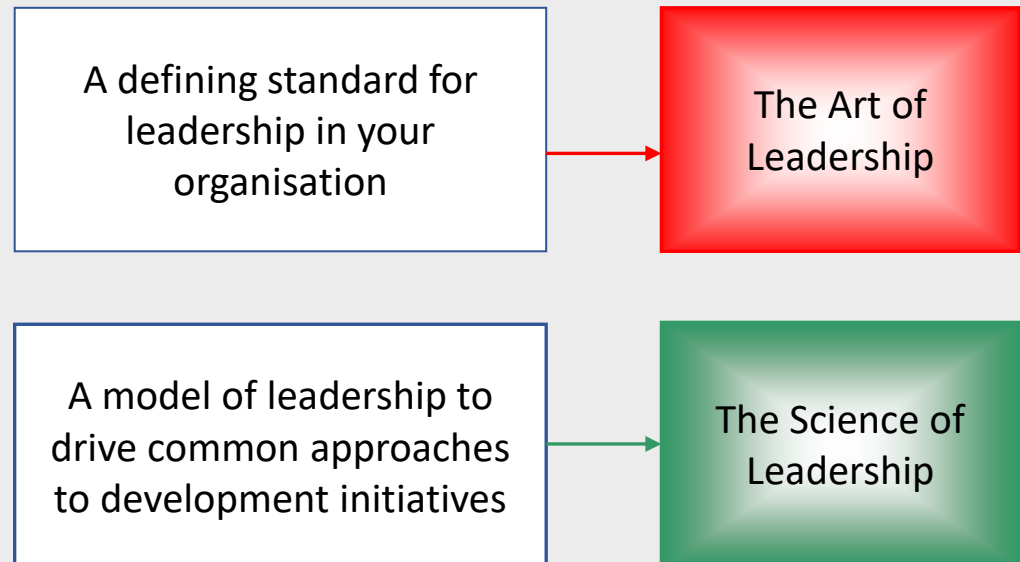 A defining standard for
leadership in your
organisation
The Art of
Leadership
A model of leadership to
drive common approaches
to development initiatives
The Science of
Leadership